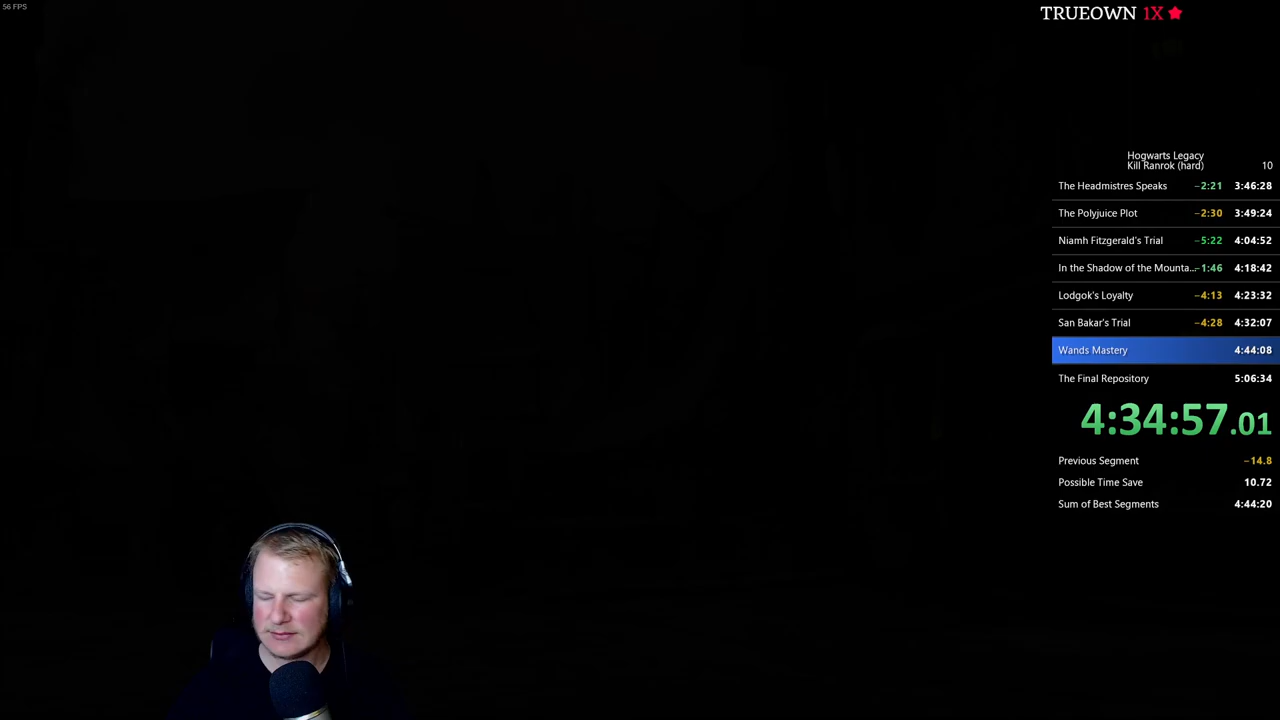 56 FPS
TRUEOWN 1X
Hogwarts Legacy
Kill Ranrok (hard) 10
The Headmistres Speaks −2:21 3:46:28
The Polyjuice Plot −2:30 3:49:24
Niamh Fitzgerald's Trial −5:22 4:04:52
In the Shadow of the Mounta... −1:46 4:18:42
Lodgok's Loyalty −4:13 4:23:32
San Bakar's Trial −4:28 4:32:07
Wands Mastery 4:44:08
The Final Repository 5:06:34
4:34:57.01
Previous Segment −14.8
Possible Time Save 10.72
Sum of Best Segments 4:44:20